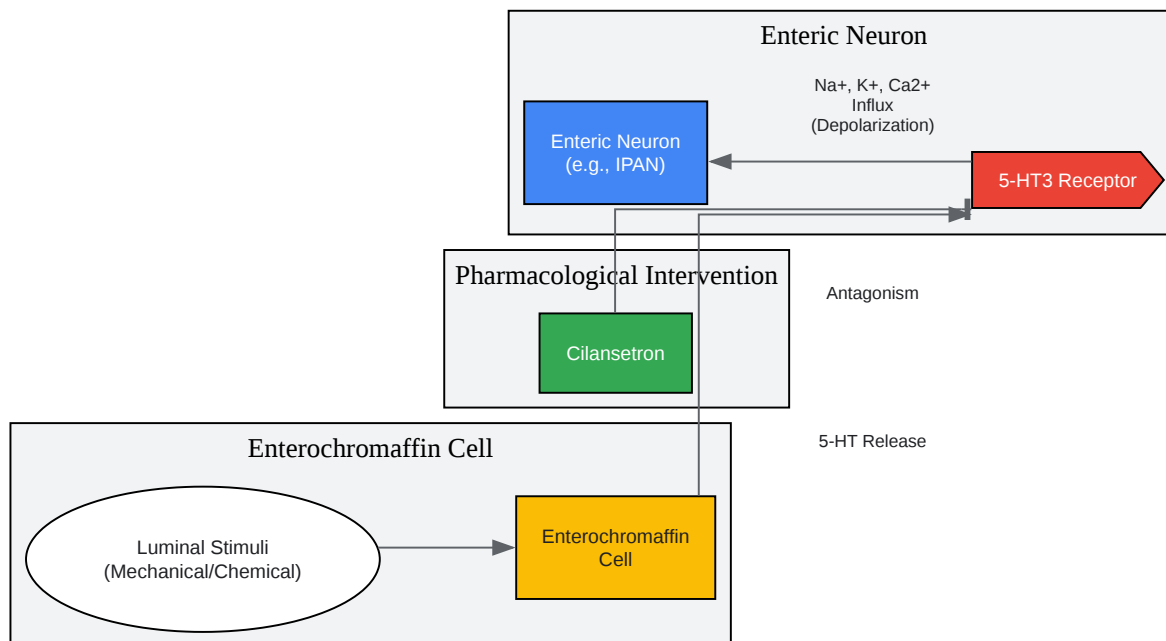 Enteric Neuron
Na+, K+, Ca2+
Influx
(Depolarization)
Enteric Neuron
(e.g., IPAN)
5-HT3 Receptor
Pharmacological Intervention
Antagonism
Cilansetron
Enterochromaffin Cell
5-HT Release
Luminal Stimuli
(Mechanical/Chemical)
Enterochromaffin
Cell